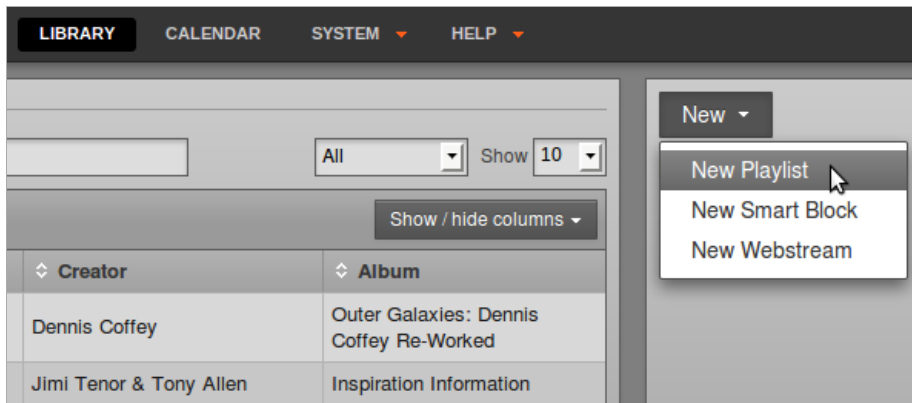 LIBRARY CALENDAR SYSTEM HELP
New
All Show 10
New Playlist
New Smart Block
New Webstream
Show / hide columns
Creator Album
Dennis Coffey Outer Galaxies: Dennis
Coffey Re-Worked
Jimi Tenor & Tony Allen Inspiration Information